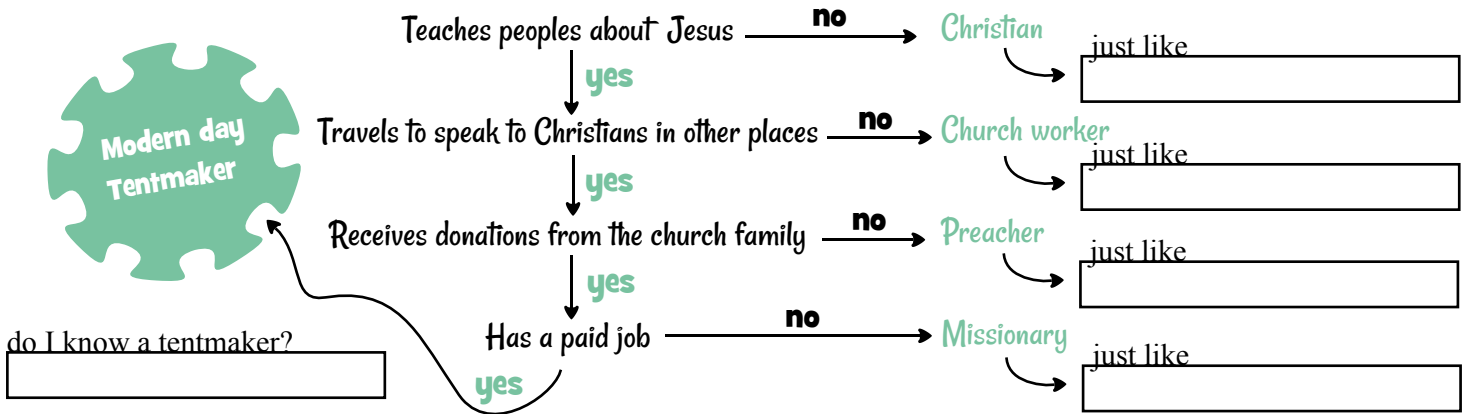 Teaches peoples about Jesus
no
Christian
just like
yes
Modern day
Tentmaker
Travels to speak to Christians in other places
no
Church worker
just like
yes
Receives donations from the church family
no
Preacher
just like
yes
Has a paid job
no
Missionary
just like
yes
do I know a tentmaker?